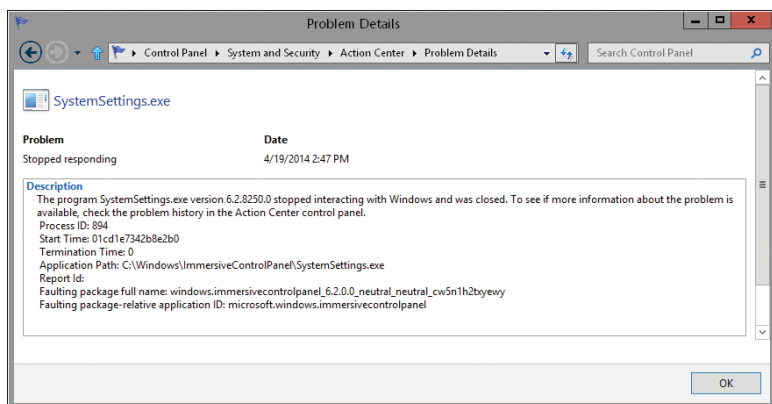 Problem Details
Control Panel ▸ System and Security ▸ Action Center ▸ Problem Details
Search Control Panel
SystemSettings.exe
Problem Date
Stopped responding 4/19/2014 2:47 PM
Description
The program SystemSettings.exe version 6.2.8250.0 stopped interacting with Windows and was closed. To see if more information about the problem is
available, check the problem history in the Action Center control panel.
Process ID: 894
Start Time: 01cd1e7342b8e2b0
Termination Time: 0
Application Path: C:\Windows\ImmersiveControlPanel\SystemSettings.exe
Report Id:
Faulting package full name: windows.immersivecontrolpanel_6.2.0.0_neutral_neutral_cw5n1h2txyewy
Faulting package-relative application ID: microsoft.windows.immersivecontrolpanel
OK